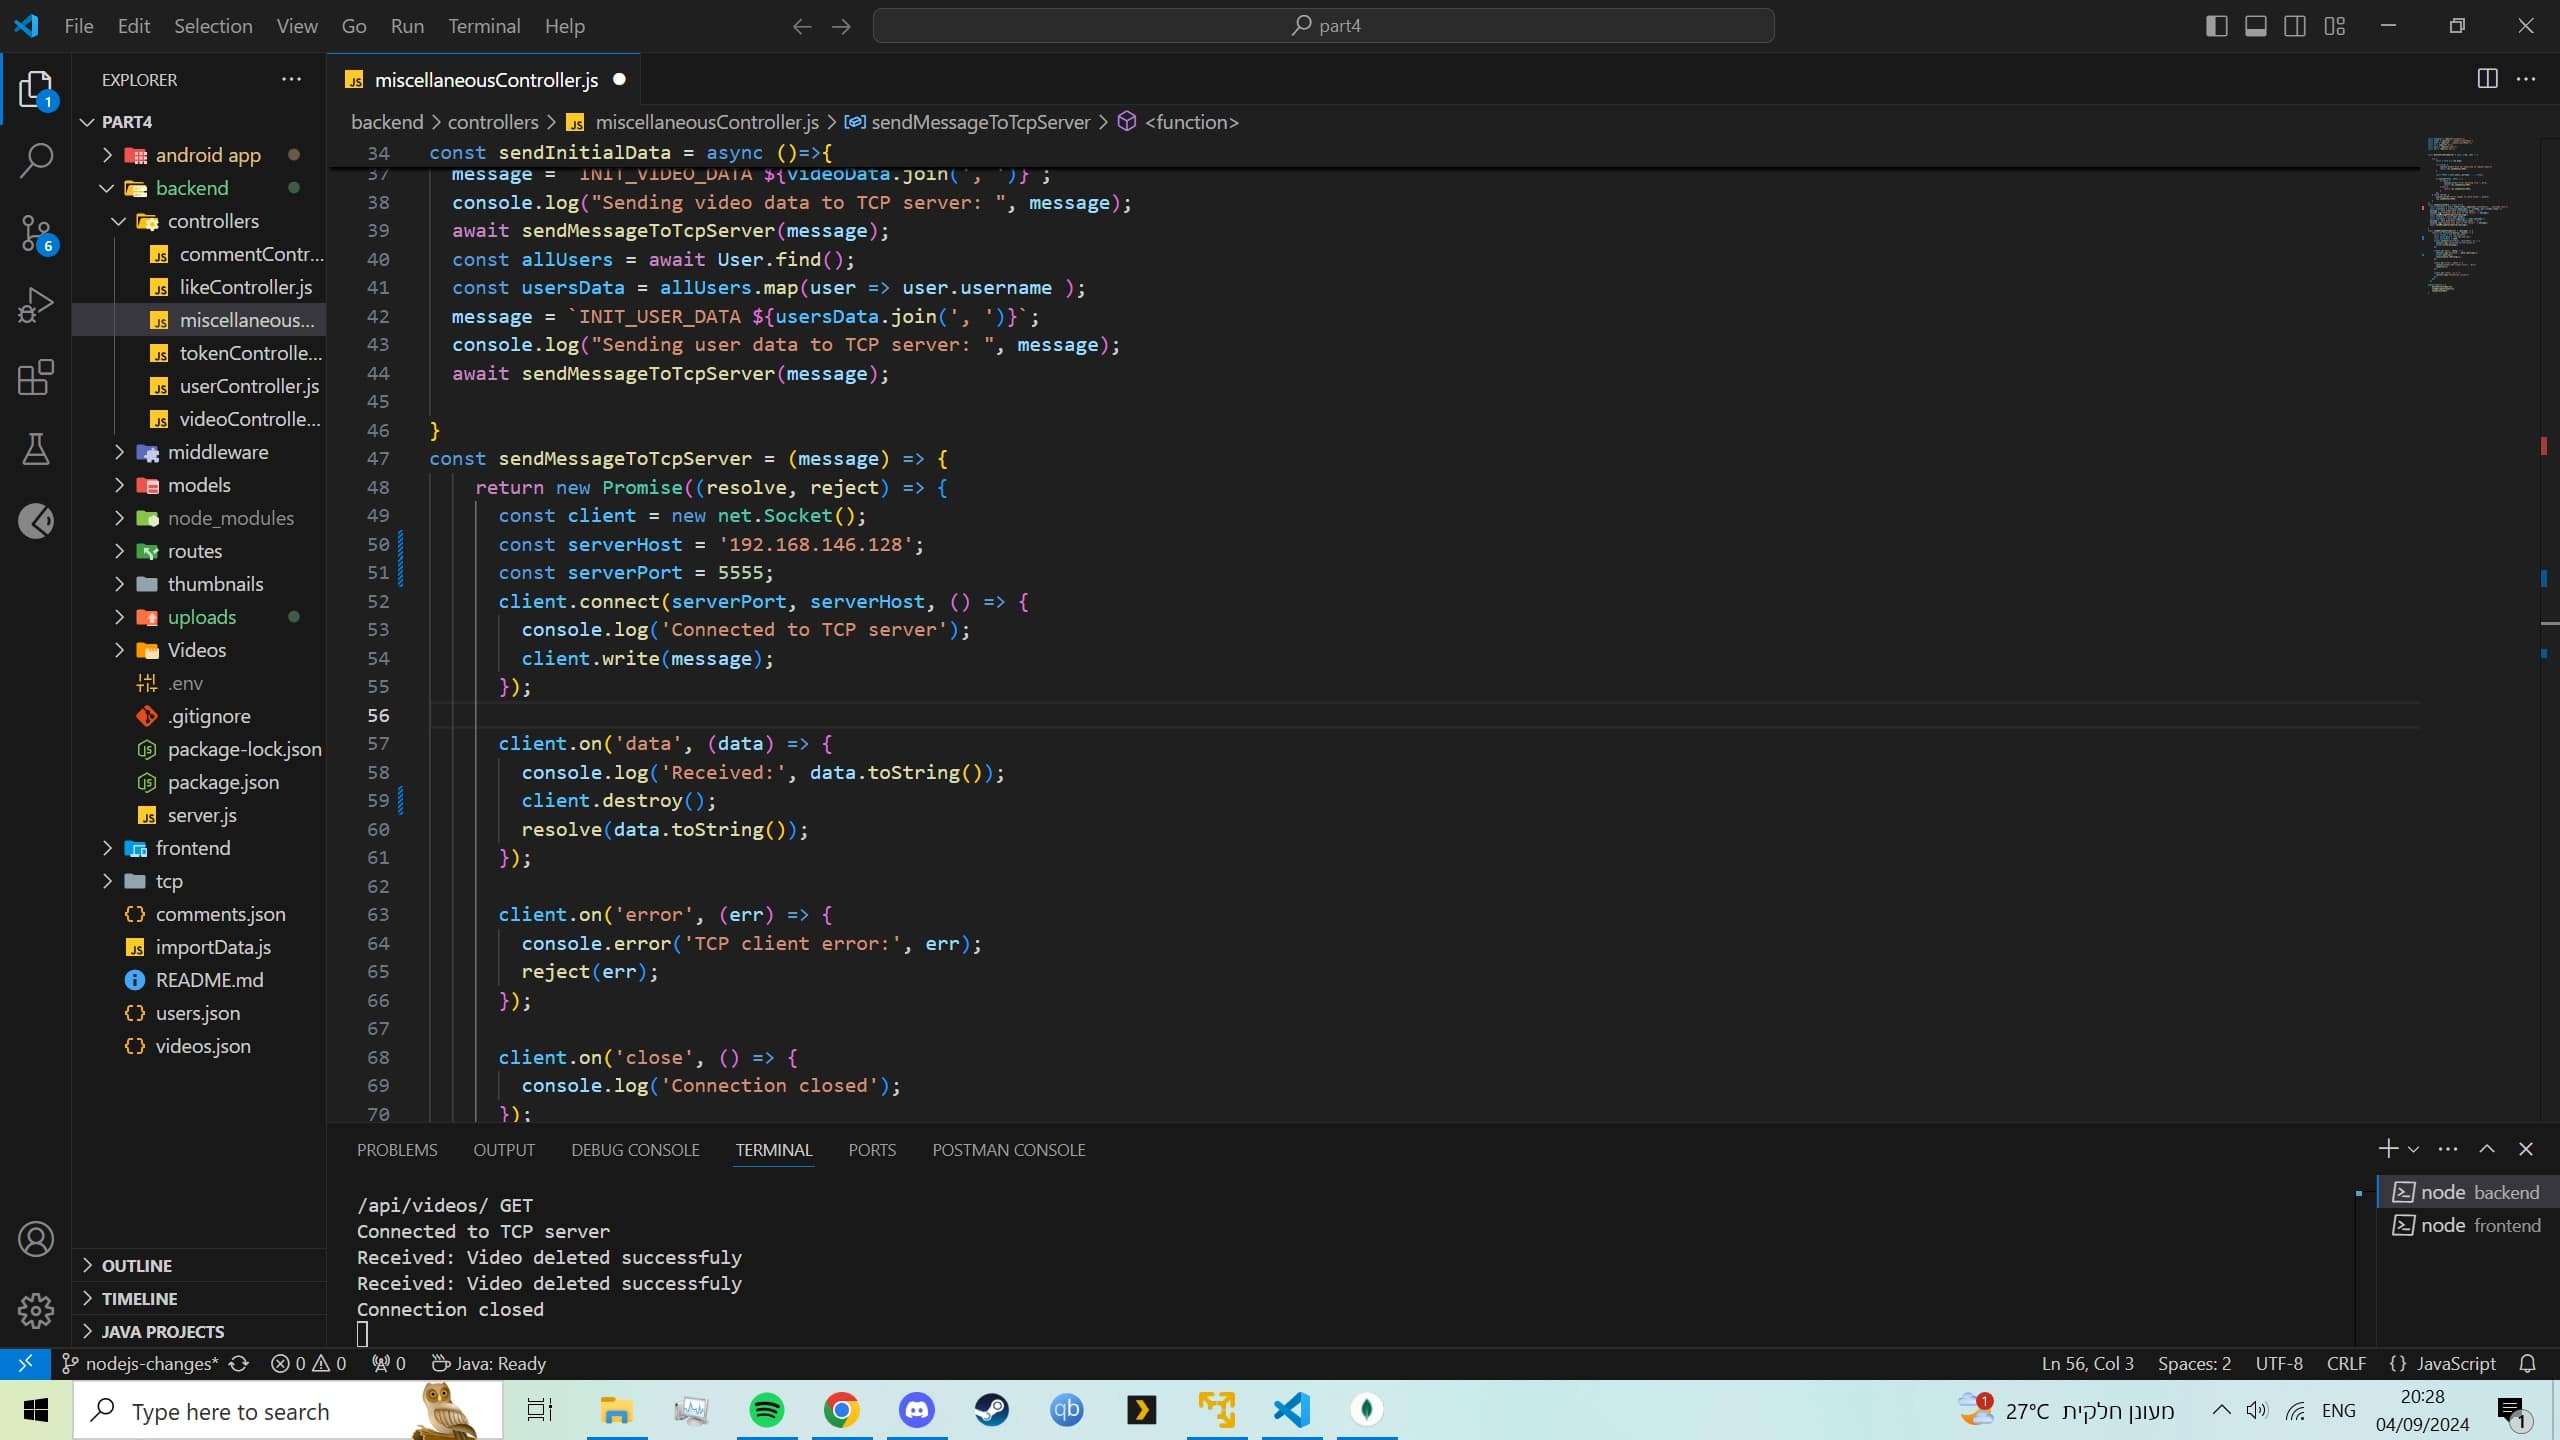 File Edit Selection View Go Run Terminal Help
part4
EXPLORER
PART4
android app
backend
controllers
commentContr...
likeController.js
miscellaneous...
tokenControlle...
userController.js
videoControlle...
middleware
models
node_modules
routes
thumbnails
uploads
Videos
.env
.gitignore
package-lock.json
package.json
server.js
frontend
tcp
comments.json
importData.js
README.md
users.json
videos.json
OUTLINE
TIMELINE
JAVA PROJECTS
1
6
miscellaneousController.js
backend > controllers > miscellaneousController.js > sendMessageToTcpServer > <function>
34 const sendInitialData = async ()=>{
37 message = `INIT_VIDEO_DATA ${videoData.join(', ')}`;
38 console.log("Sending video data to TCP server: ", message);
39 await sendMessageToTcpServer(message);
40 const allUsers = await User.find();
41 const usersData = allUsers.map(user => user.username );
42 message = `INIT_USER_DATA ${usersData.join(', ')}`;
43 console.log("Sending user data to TCP server: ", message);
44 await sendMessageToTcpServer(message);
45
46 }
47 const sendMessageToTcpServer = (message) => {
48 return new Promise((resolve, reject) => {
49 const client = new net.Socket();
50 const serverHost = '192.168.146.128';
51 const serverPort = 5555;
52 client.connect(serverPort, serverHost, () => {
53 console.log('Connected to TCP server');
54 client.write(message);
55 });
56
57 client.on('data', (data) => {
58 console.log('Received:', data.toString());
59 client.destroy();
60 resolve(data.toString());
61 });
62
63 client.on('error', (err) => {
64 console.error('TCP client error:', err);
65 reject(err);
66 });
67
68 client.on('close', () => {
69 console.log('Connection closed');
70 });
PROBLEMS OUTPUT DEBUG CONSOLE TERMINAL PORTS POSTMAN CONSOLE
/api/videos/ GET
Connected to TCP server
Received: Video deleted successfuly
Received: Video deleted successfuly
Connection closed
node backend
node frontend
nodejs-changes* 0 0 0 Java: Ready
Ln 56, Col 3 Spaces: 2 UTF-8 CRLF {} JavaScript
Type here to search
qb
1
27°C מעונן חלקית
ENG
20:28
04/09/2024
1